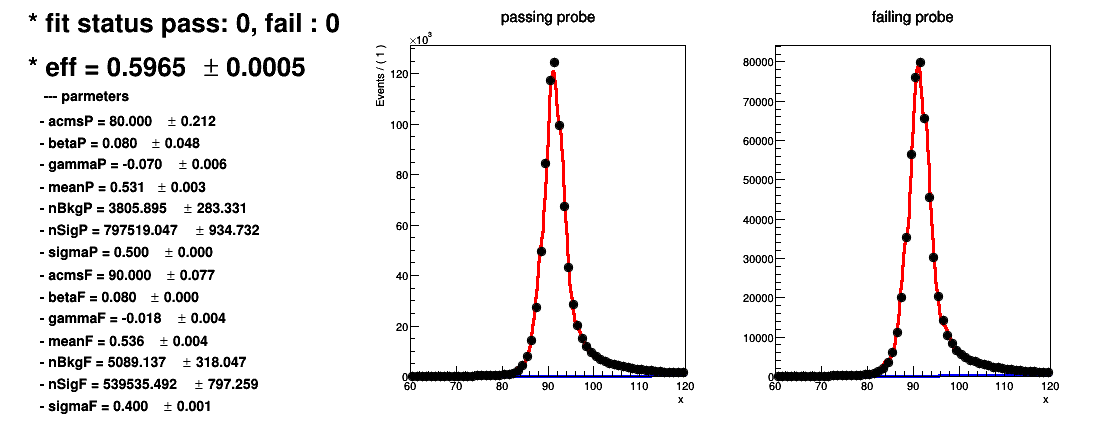 * fit status pass: 0, fail : 0
* eff = 0.5965 ± 0.0005
--- parmeters
- acmsP = 80.000 ± 0.212
- betaP = 0.080 ± 0.048
- gammaP = -0.070 ± 0.006
- meanP = 0.531 ± 0.003
- nBkgP = 3805.895 ± 283.331
- nSigP = 797519.047 ± 934.732
- sigmaP = 0.500 ± 0.000
- acmsF = 90.000 ± 0.077
- betaF = 0.080 ± 0.000
- gammaF = -0.018 ± 0.004
- meanF = 0.536 ± 0.004
- nBkgF = 5089.137 ± 318.047
- nSigF = 539535.492 ± 797.259
- sigmaF = 0.400 ± 0.001
passing probe
×10³
Events / ( 1 )
120
100
80
60
40
20
0
60 70 80 90 100 110 120
x
failing probe
80000
70000
60000
50000
40000
30000
20000
10000
0
60 70 80 90 100 110 120
x